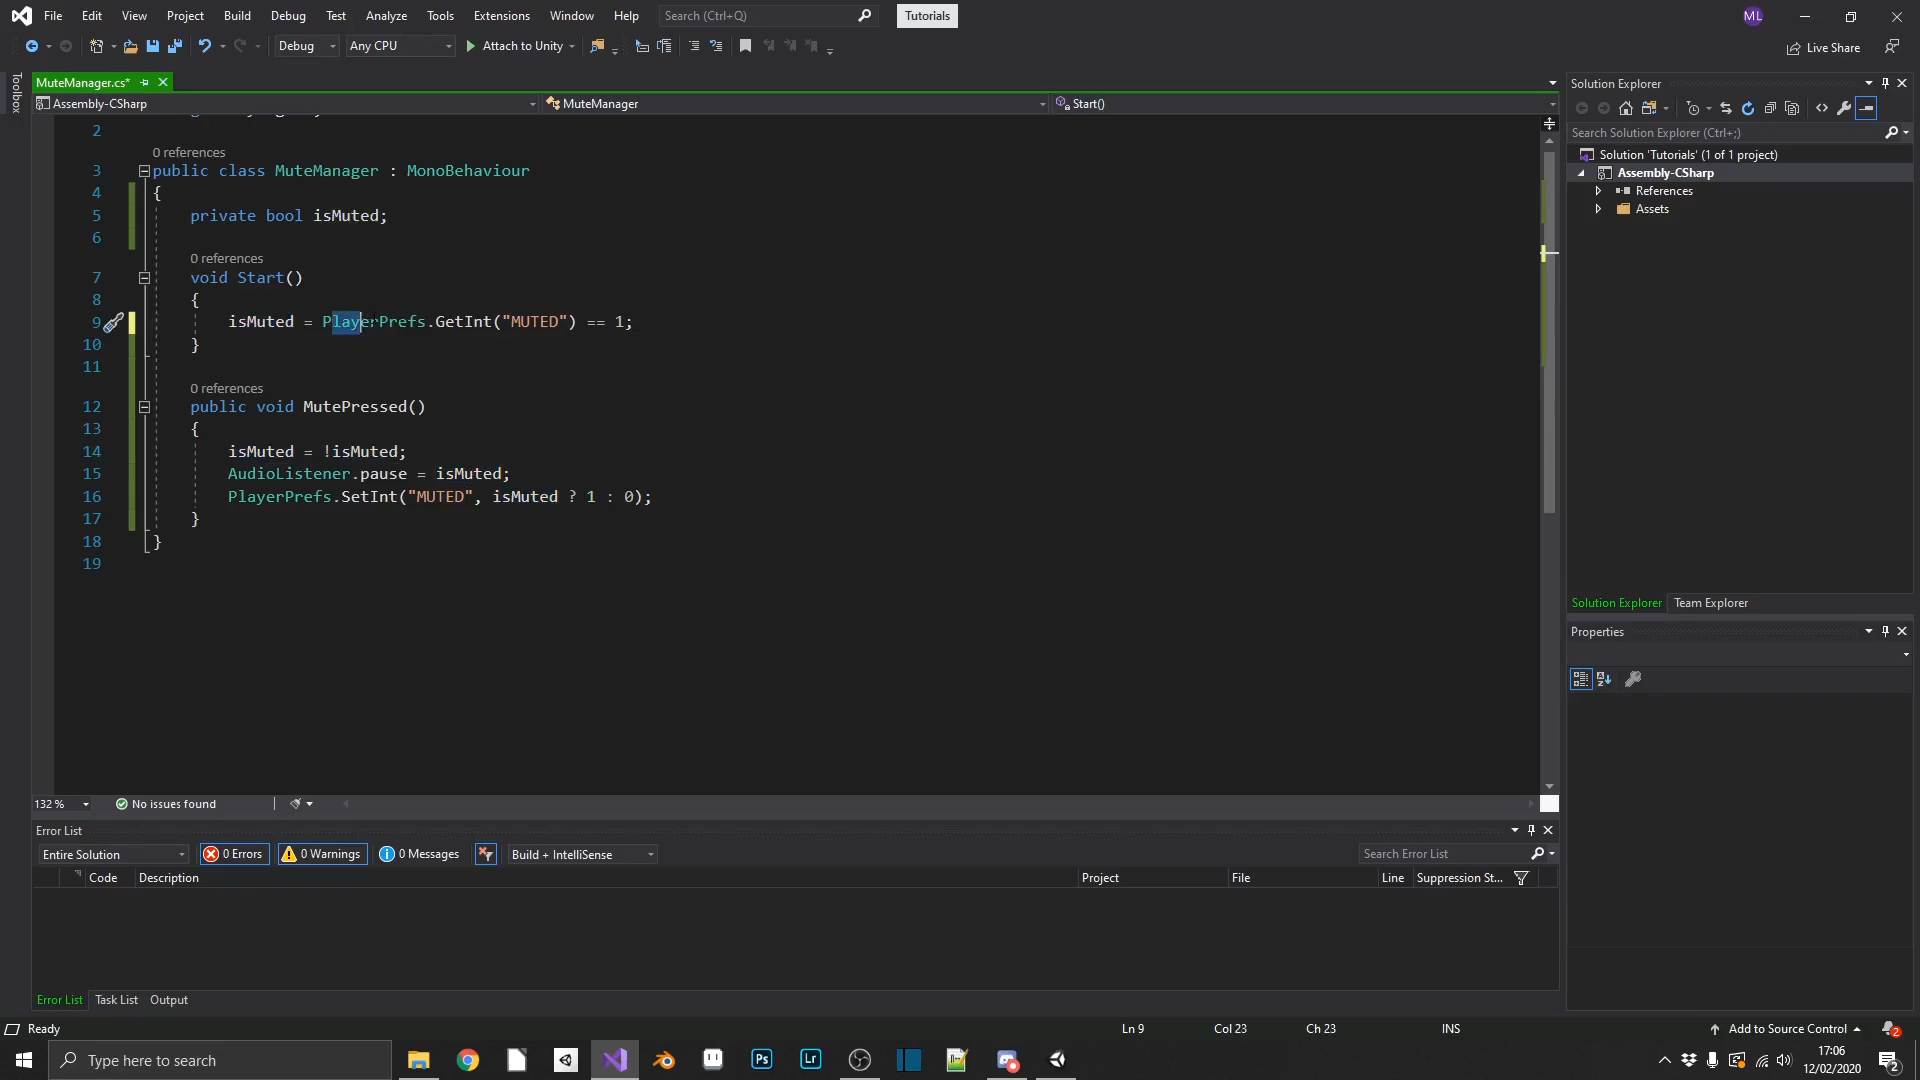 File Edit View Project Build Debug Test Analyze Tools Extensions Window Help Search (Ctrl+Q) Tutorials ML
Debug Any CPU Attach to Unity Live Share
Toolbox
MuteManager.cs*
Assembly-CSharp MuteManager Start()
2
0 references
3 public class MuteManager : MonoBehaviour
4 {
5 private bool isMuted;
6
0 references
7 void Start()
8 {
9 isMuted = PlayerPrefs.GetInt("MUTED") == 1;
10 }
11
0 references
12 public void MutePressed()
13 {
14 isMuted = !isMuted;
15 AudioListener.pause = isMuted;
16 PlayerPrefs.SetInt("MUTED", isMuted ? 1 : 0);
17 }
18 }
19
132 % No issues found
Error List
Entire Solution 0 Errors 0 Warnings 0 Messages Build + IntelliSense Search Error List
Code Description Project File Line Suppression St...
Error List Task List Output
Solution Explorer
Search Solution Explorer (Ctrl+;)
Solution 'Tutorials' (1 of 1 project)
Assembly-CSharp
References
Assets
Solution Explorer Team Explorer
Properties
Ready Ln 9 Col 23 Ch 23 INS Add to Source Control 2
Type here to search
Ps Lr
17:06
12/02/2020
2